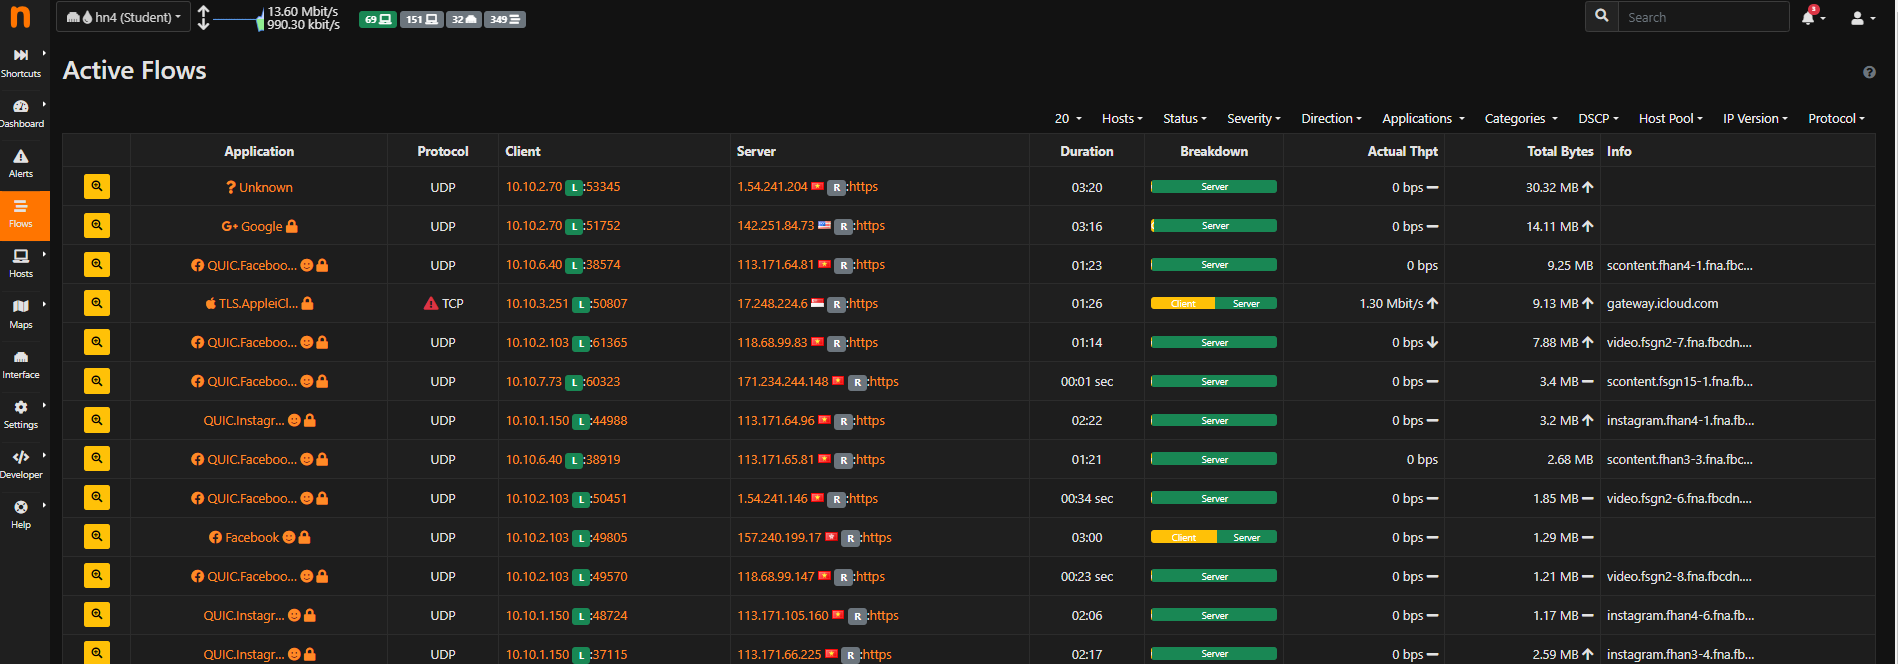 n hn4 (Student) 13.60 Mbit/s
990.30 kbit/s
69 151 32 349
Search
3
Shortcuts
Dashboard
Alerts
Flows
Hosts
Maps
Interface
Settings
Developer
Help
Active Flows
20 Hosts Status Severity Direction Applications Categories DSCP Host Pool IP Version Protocol
Application Protocol Client Server Duration Breakdown Actual Thpt Total Bytes Info
? Unknown UDP 10.10.2.70 L :53345 1.54.241.204 R :https 03:20 Server 0 bps 30.32 MB
G+ Google UDP 10.10.2.70 L :51752 142.251.84.73 R :https 03:16 Server 0 bps 14.11 MB
QUIC.Faceboo... UDP 10.10.6.40 L :38574 113.171.64.81 R :https 01:23 Server 0 bps 9.25 MB scontent.fhan4-1.fna.fbc...
TLS.AppleiCl... TCP 10.10.3.251 L :50807 17.248.224.6 R :https 01:26 Client Server 1.30 Mbit/s 9.13 MB gateway.icloud.com
QUIC.Faceboo... UDP 10.10.2.103 L :61365 118.68.99.83 R :https 01:14 Server 0 bps 7.88 MB video.fsgn2-7.fna.fbcdn....
QUIC.Faceboo... UDP 10.10.7.73 L :60323 171.234.244.148 R :https 00:01 sec Server 0 bps 3.4 MB scontent.fsgn15-1.fna.fb...
QUIC.Instagr... UDP 10.10.1.150 L :44988 113.171.64.96 R :https 02:22 Server 0 bps 3.2 MB instagram.fhan4-1.fna.fb...
QUIC.Faceboo... UDP 10.10.6.40 L :38919 113.171.65.81 R :https 01:21 Server 0 bps 2.68 MB scontent.fhan3-3.fna.fbc...
QUIC.Faceboo... UDP 10.10.2.103 L :50451 1.54.241.146 R :https 00:34 sec Server 0 bps 1.85 MB video.fsgn2-6.fna.fbcdn....
Facebook UDP 10.10.2.103 L :49805 157.240.199.17 R :https 03:00 Client Server 0 bps 1.29 MB
QUIC.Faceboo... UDP 10.10.2.103 L :49570 118.68.99.147 R :https 00:23 sec Server 0 bps 1.21 MB video.fsgn2-8.fna.fbcdn....
QUIC.Instagr... UDP 10.10.1.150 L :48724 113.171.105.160 R :https 02:06 Server 0 bps 1.17 MB instagram.fhan4-6.fna.fb...
QUIC.Instagr... UDP 10.10.1.150 L :37115 113.171.66.225 R :https 02:17 Server 0 bps 2.59 MB instagram.fhan3-4.fna.fb...